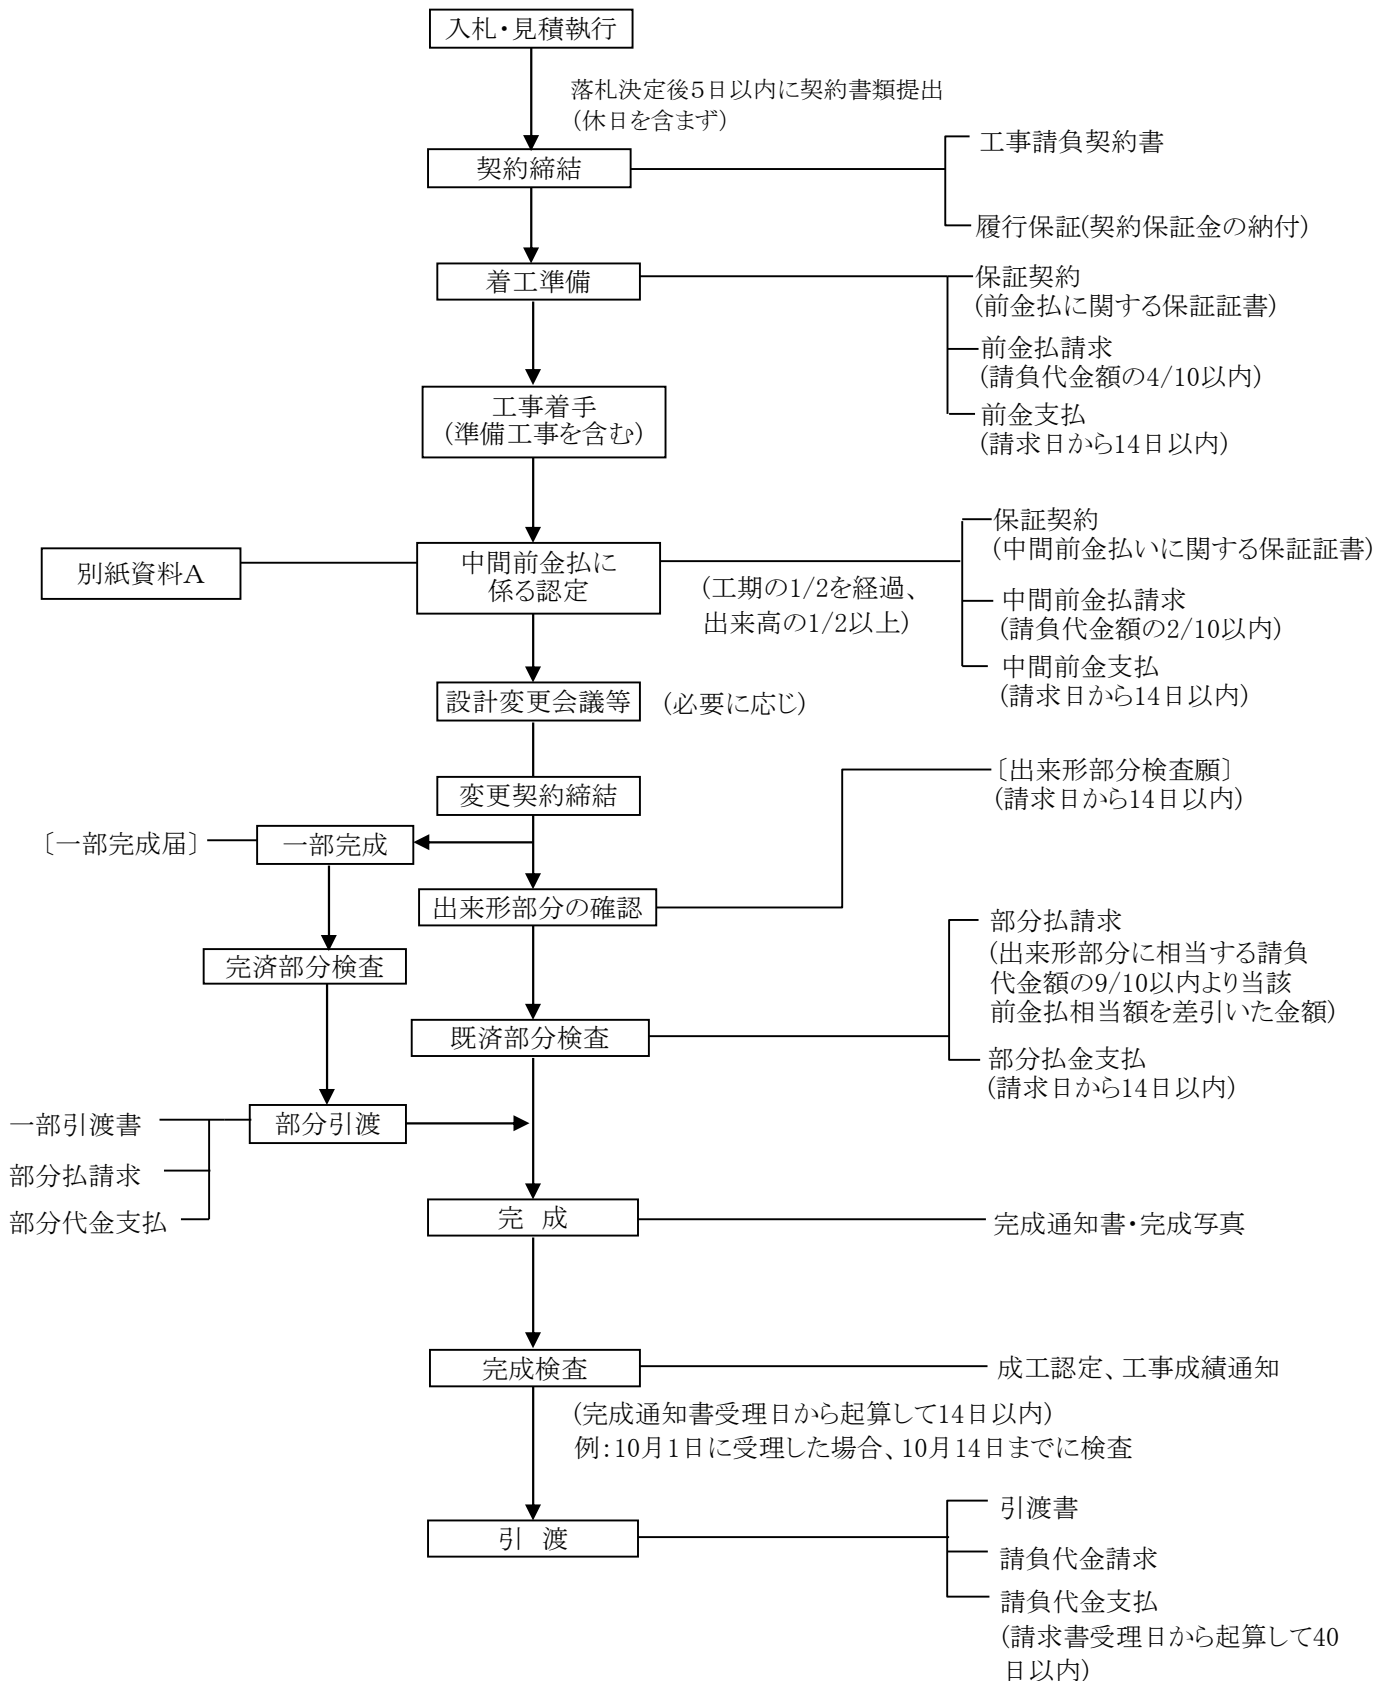 入札・見積執行
落札決定後5日以内に契約書類提出
(休日を含まず)
契約締結
工事請負契約書
履行保証(契約保証金の納付)
着工準備
保証契約
(前金払に関する保証証書)
前金払請求
(請負代金額の4/10以内)
前金支払
(請求日から14日以内)
工事着手
(準備工事を含む)
別紙資料A
中間前金払に
係る認定
(工期の1/2を経過、
出来高の1/2以上)
保証契約
(中間前金払いに関する保証証書)
中間前金払請求
(請負代金額の2/10以内)
中間前金支払
(請求日から14日以内)
設計変更会議等
(必要に応じ)
変更契約締結
〔出来形部分検査願〕
(請求日から14日以内)
〔一部完成届〕
一部完成
出来形部分の確認
完済部分検査
部分払請求
(出来形部分に相当する請負
代金額の9/10以内より当該
前金払相当額を差引いた金額)
既済部分検査
部分払金支払
(請求日から14日以内)
一部引渡書
部分引渡
部分払請求
部分代金支払
完 成
完成通知書・完成写真
完成検査
成工認定、工事成績通知
(完成通知書受理日から起算して14日以内)
例:10月1日に受理した場合、10月14日までに検査
引 渡
引渡書
請負代金請求
請負代金支払
(請求書受理日から起算して40
日以内)